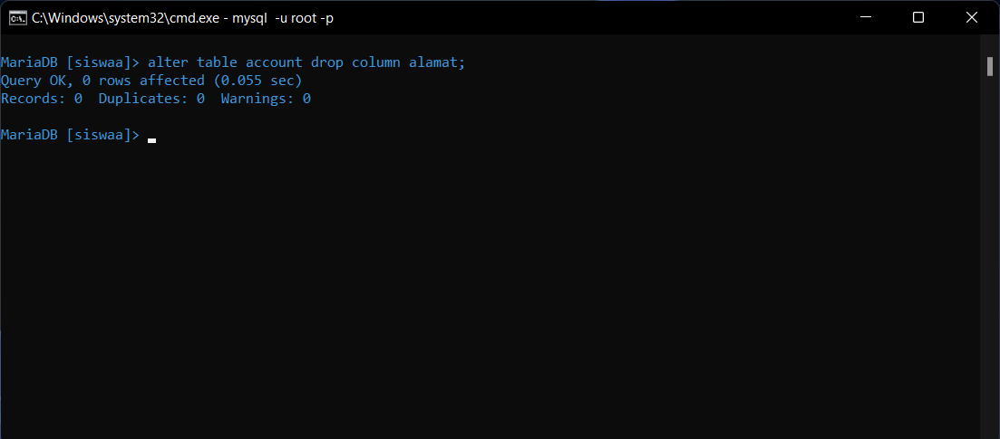 C:\Windows\system32\cmd.exe - mysql  -u root -p
MariaDB [siswaa]> alter table account drop column alamat;
Query OK, 0 rows affected (0.055 sec)
Records: 0  Duplicates: 0  Warnings: 0
MariaDB [siswaa]>